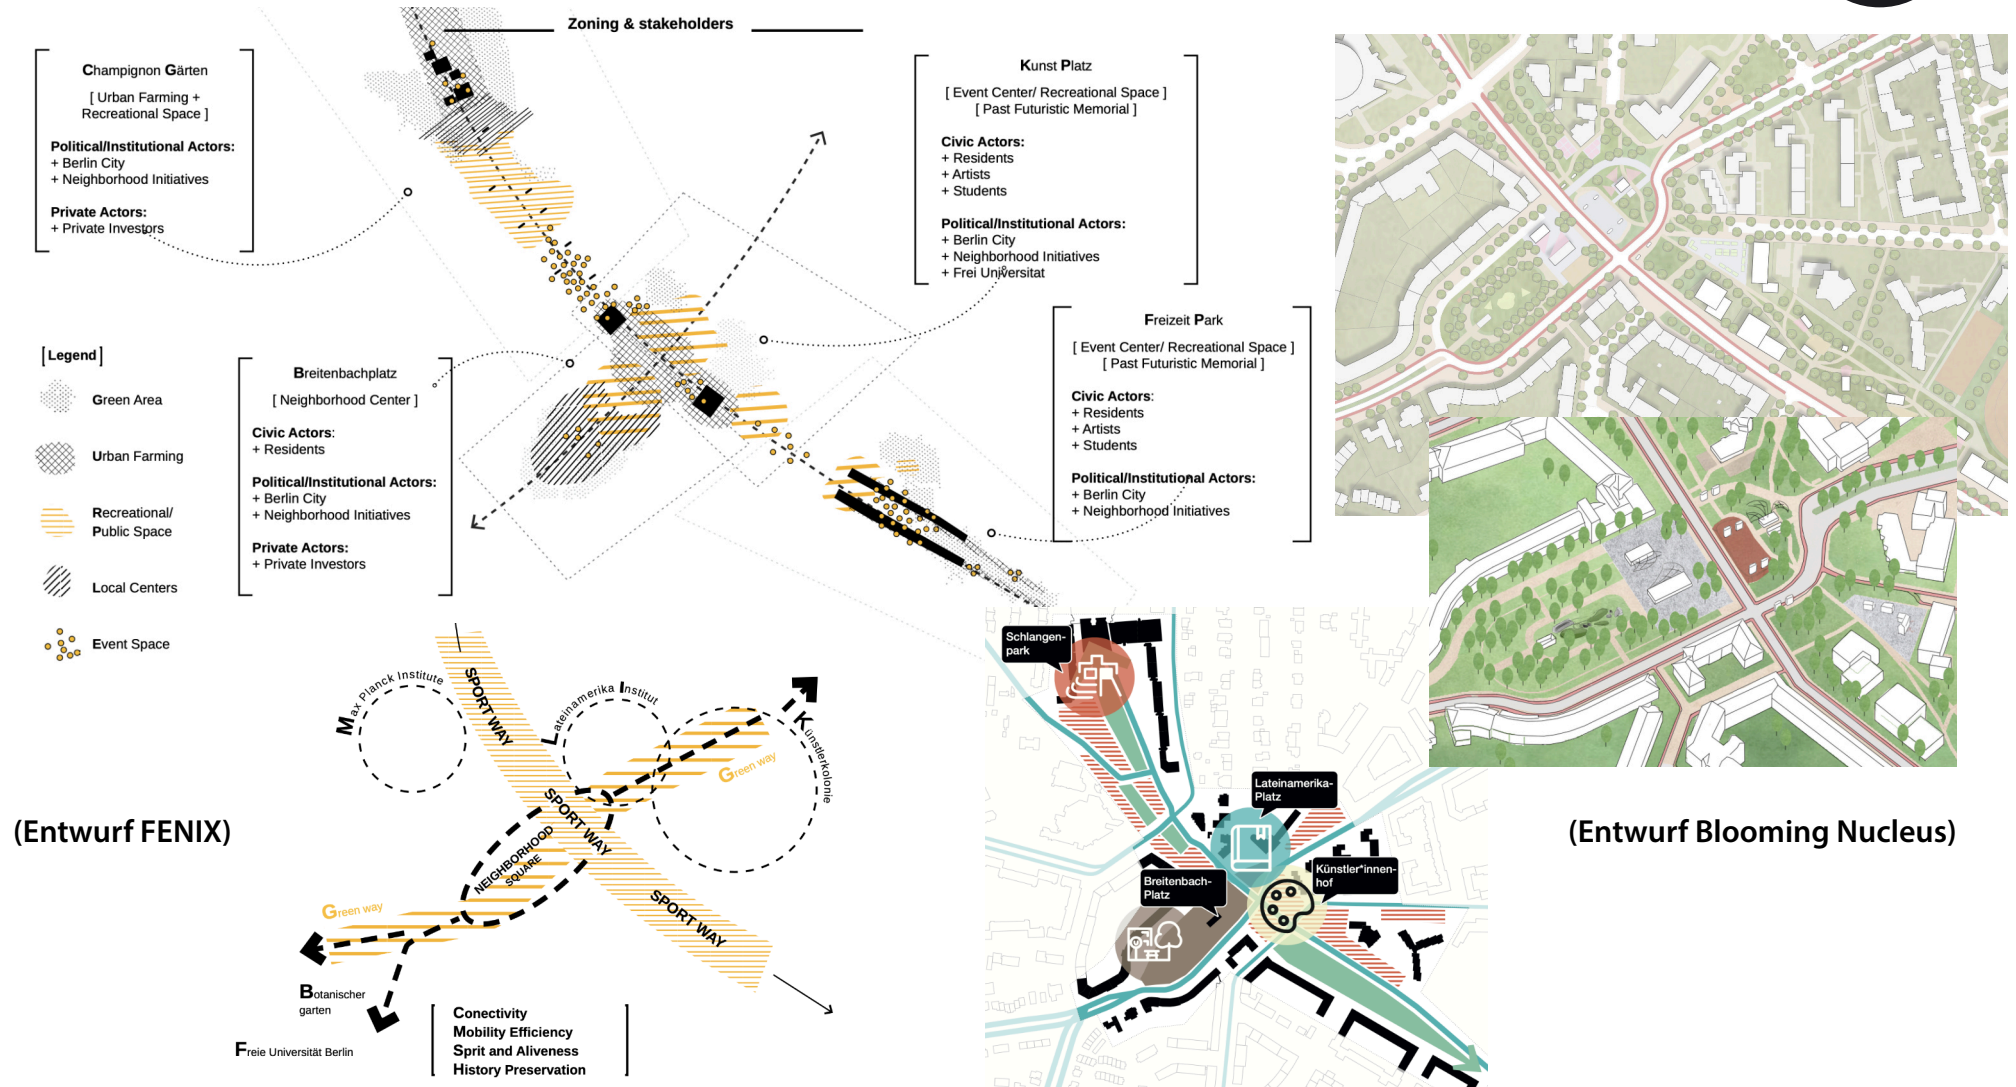 Zoning & stakeholders
Champignon Gärten
[ Urban Farming +
Recreational Space ]
Political/Institutional Actors:
+ Berlin City
+ Neighborhood Initiatives
Private Actors:
+ Private Investors
Kunst Platz
[ Event Center/ Recreational Space ]
[ Past Futuristic Memorial ]
Civic Actors:
+ Residents
+ Artists
+ Students
Political/Institutional Actors:
+ Berlin City
+ Neighborhood Initiatives
+ Frei Universitat
Freizeit Park
[ Event Center/ Recreational Space ]
[ Past Futuristic Memorial ]
Civic Actors:
+ Residents
+ Artists
+ Students
Political/Institutional Actors:
+ Berlin City
+ Neighborhood Initiatives
[Legend]
Green Area
Urban Farming
Recreational/
Public Space
Local Centers
Event Space
Breitenbachplatz
[ Neighborhood Center ]
Civic Actors:
+ Residents
Political/Institutional Actors:
+ Berlin City
+ Neighborhood Initiatives
Private Actors:
+ Private Investors
Max Planck Institute
SPORT WAY
Lateinamerika Institut
Künstlerkolonie
Green way
SPORT WAY
NEIGHBORHOOD
SQUARE
SPORT WAY
Green way
Botanischer
garten
Freie Universität Berlin
Conectivity
Mobility Efficiency
Sprit and Aliveness
History Preservation
(Entwurf FENIX)
Schlangen-
park
Lateinamerika-
Platz
Breitenbach-
Platz
Künstler*innen-
hof
(Entwurf Blooming Nucleus)